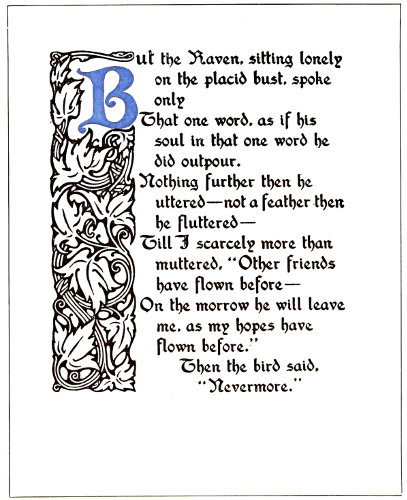 But the Raven, sitting lonely
on the placid bust, spoke
only
That one word, as if his
soul in that one word he
did outpour.
Nothing further then he
uttered—not a feather then
he fluttered—
Till I scarcely more than
muttered, "Other friends
have flown before—
On the morrow he will leave
me, as my hopes have
flown before."
Then the bird said,
"Nevermore."